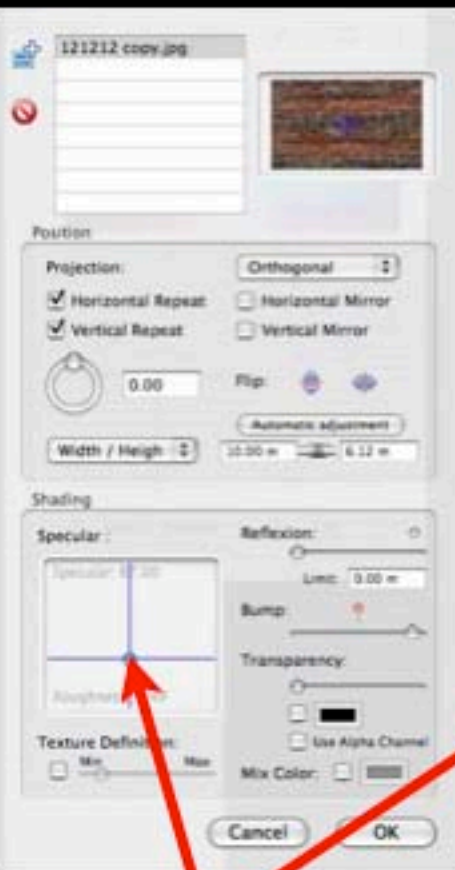 121212 copy.jpg
Position
Projection: Orthogonal
Horizontal Repeat Horizontal Mirror
Vertical Repeat Vertical Mirror
0.00 Flip:
Automatic adjustment
Width / Heigh 10.00 m 6.12 m
Shading
Specular : Reflexion:
Limit: 0.00 m
Bump:
Transparency:
Use Alpha Channel
Texture Definition:
Min Max
Mix Color:
Cancel OK